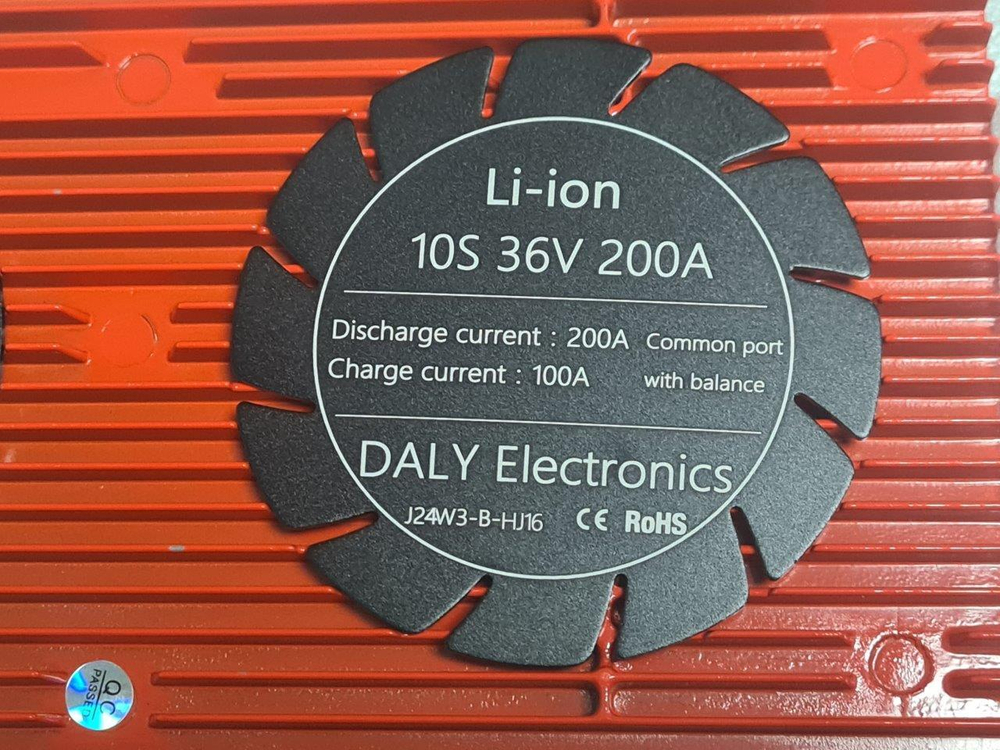 Li-ion
10S 36V 200A
Discharge current : 200A Common port
Charge current : 100A with balance
DALY Electronics
J24W3-B-HJ16 CE RoHS
QC
PASSED